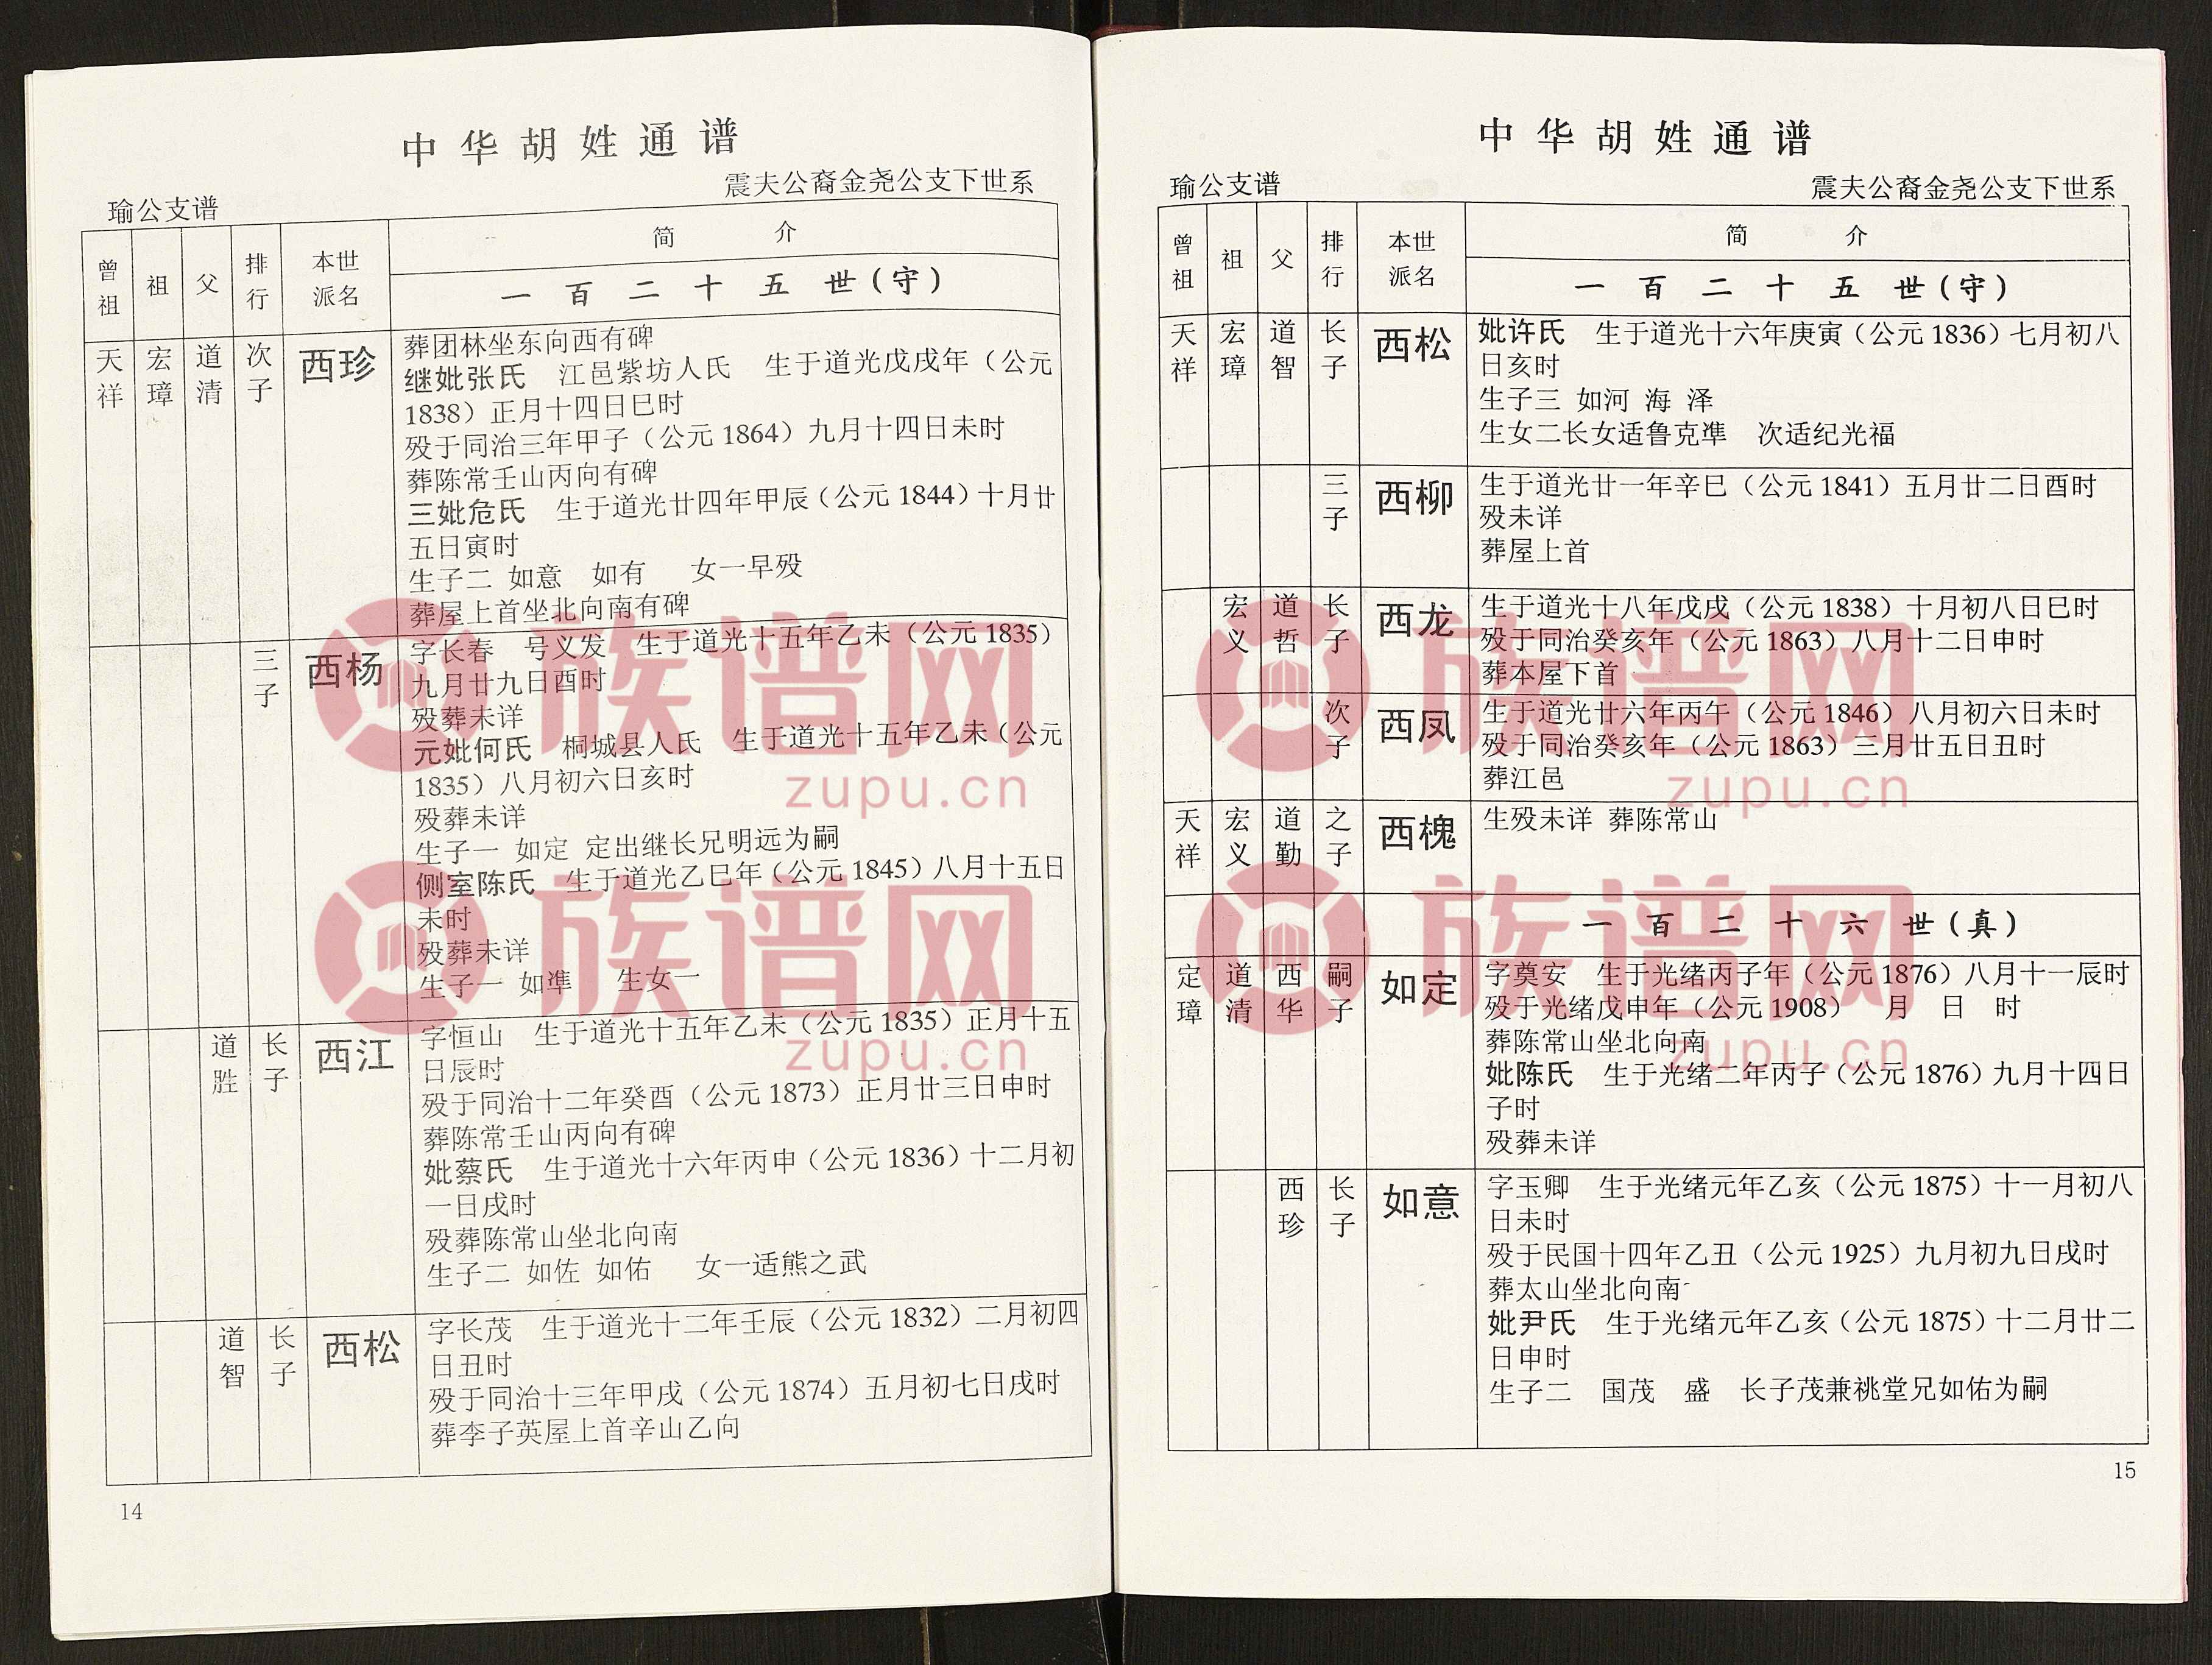 中华胡姓通谱
瑜公支谱
震夫公裔金尧公支下世系
曾祖 祖 父 排行 本世派名 简介
一百二十五世(守)
天祥 宏璋 道清 次子 西珍
葬团林坐东向西有碑
继妣张氏 江邑紫坊人氏 生于道光戊戌年（公元
1838）正月十四日巳时
殁于同治三年甲子（公元1864）九月十四日未时
葬陈常壬山丙向有碑
三妣危氏 生于道光廿四年甲辰（公元1844）十月廿
五日寅时
生子二 如意 如有 女一早殁
葬屋上首坐北向南有碑
三子 西杨
字长春 号义发 生于道光十五年乙未（公元1835）
九月廿九日酉时
殁葬未详
元妣何氏 桐城县人氏 生于道光十五年乙未（公元
1835）八月初六日亥时
殁葬未详
生子一 如定 定出继长兄明远为嗣
侧室陈氏 生于道光乙巳年（公元1845）八月十五日
未时
殁葬未详
生子一 如準 生女一
道胜 长子 西江
字恒山 生于道光十五年乙未（公元1835）正月十五
日辰时
殁于同治十二年癸酉（公元1873）正月廿三日申时
葬陈常壬山丙向有碑
妣蔡氏 生于道光十六年丙申（公元1836）十二月初
一日戌时
殁葬陈常山坐北向南
生子二 如佐 如佑 女一适熊之武
道智 长子 西松
字长茂 生于道光十二年壬辰（公元1832）二月初四
日丑时
殁于同治十三年甲戌（公元1874）五月初七日戌时
葬李子英屋上首辛山乙向
14
中华胡姓通谱
瑜公支谱
震夫公裔金尧公支下世系
曾祖 祖 父 排行 本世派名 简介
一百二十五世(守)
天祥 宏璋 道智 长子 西松
妣许氏 生于道光十六年庚寅（公元1836）七月初八
日亥时
生子三 如河 海 泽
生女二长女适鲁克準 次适纪光福
三子 西柳
生于道光廿一年辛巳（公元1841）五月廿二日酉时
殁未详
葬屋上首
宏义 道哲 长子 西龙
生于道光十八年戊戌（公元1838）十月初八日巳时
殁于同治癸亥年（公元1863）八月十二日申时
葬本屋下首
次子 西凤
生于道光廿六年丙午（公元1846）八月初六日未时
殁于同治癸亥年（公元1863）三月廿五日丑时
葬江邑
天祥 宏义 道勤 之子 西槐
生殁未详 葬陈常山
一百二十六世(真)
定璋 道清 西华 嗣子 如定
字奠安 生于光绪丙子年（公元1876）八月十一辰时
殁于光绪戊申年（公元1908） 月 日 时
葬陈常山坐北向南
妣陈氏 生于光绪二年丙子（公元1876）九月十四日
子时
殁葬未详
西珍 长子 如意
字玉卿 生于光绪元年乙亥（公元1875）十一月初八
日未时
殁于民国十四年乙丑（公元1925）九月初九日戌时
葬太山坐北向南
妣尹氏 生于光绪元年乙亥（公元1875）十二月廿二
日申时
生子二 国茂 盛 长子茂兼祧堂兄如佑为嗣
15
族谱网
zupu.cn
族谱网
zupu.cn
族谱网
zupu.cn
族谱网
zupu.cn